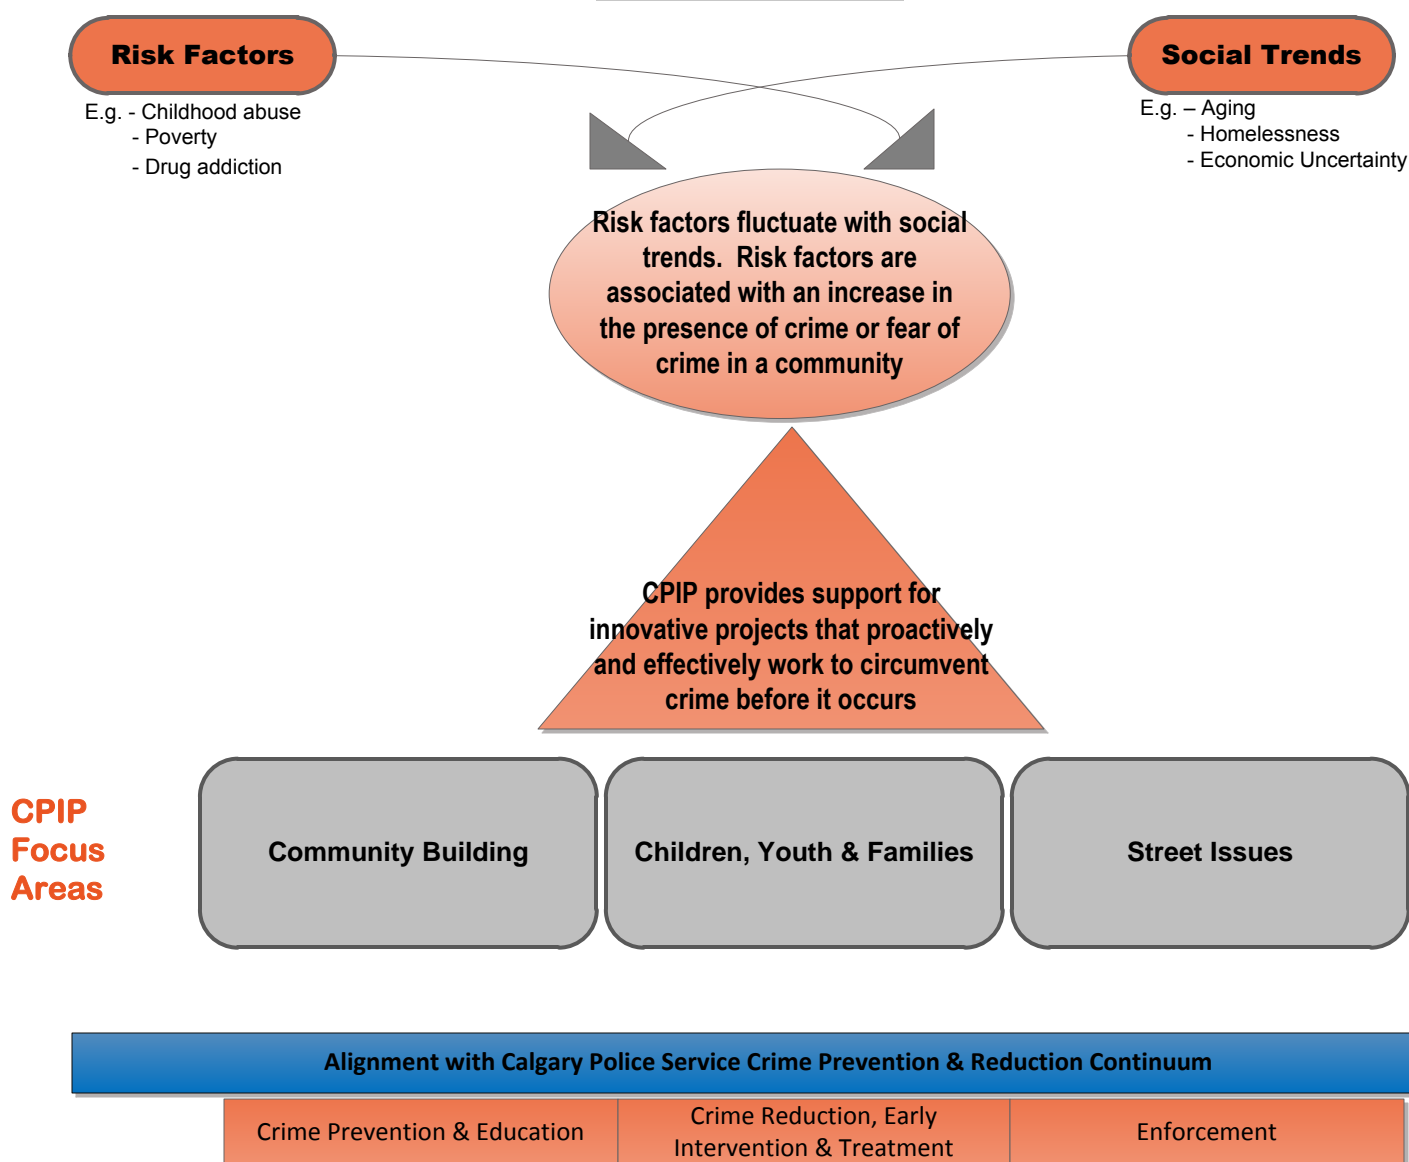 Risk Factors
E.g. - Childhood abuse
- Poverty
- Drug addiction
Social Trends
E.g. – Aging
- Homelessness
- Economic Uncertainty
Risk factors fluctuate with social
trends.  Risk factors are
associated with an increase in
the presence of crime or fear of
crime in a community
CPIP provides support for
innovative projects that proactively
and effectively work to circumvent
crime before it occurs
CPIP
Focus
Areas
Community Building
Children, Youth & Families
Street Issues
Alignment with Calgary Police Service Crime Prevention & Reduction Continuum
Crime Prevention & Education
Crime Reduction, Early
Intervention & Treatment
Enforcement